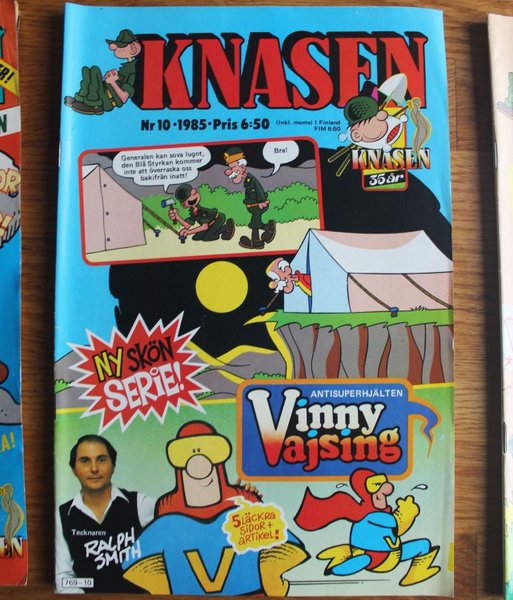 KNASEN
Nr 10 • 1985 • Pris 6:50
(Inkl. moms) I Finland
FIM 6:50
KNASEN
35 år
Generalen kan sova lugnt,
den Blå Styrkan kommer
inte att överraska oss
bakifrån inatt!
Bra!
NY SKÖN
SERIE!
ANTISUPERHJÄLTEN
Vinny
Vajsing
5 LÄCKRA
SIDOR +
ARTIKEL!
Tecknaren
RALPH
SMITH
V
V
769-10